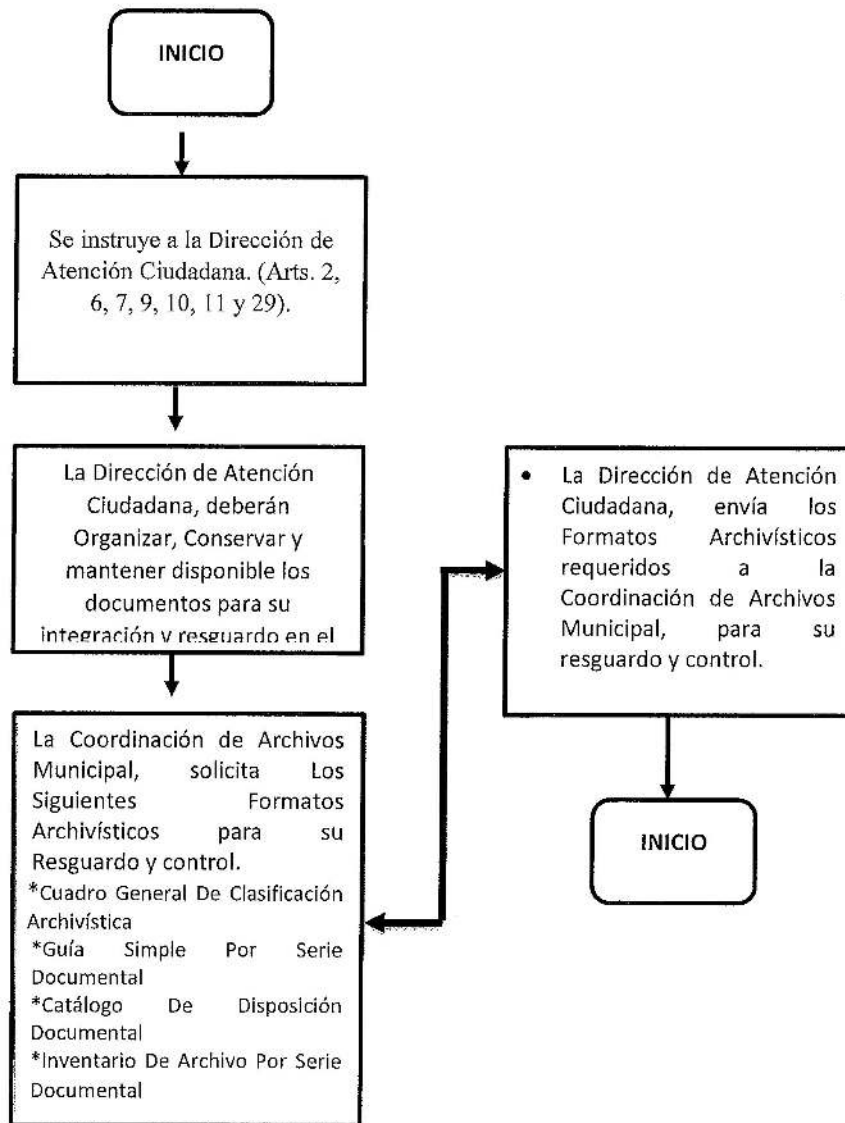 INICIO
Se instruye a la Dirección de
Atención Ciudadana. (Arts. 2,
6, 7, 9, 10, 11 y 29).
La Dirección de Atención
Ciudadana, deberán
Organizar, Conservar y
mantener disponible los
documentos para su
integración y resguardo en el
La Coordinación de Archivos
Municipal, solicita Los
Siguientes Formatos
Archivísticos para su
Resguardo y control.
*Cuadro General De Clasificación
Archivística
*Guía Simple Por Serie
Documental
*Catálogo De Disposición
Documental
*Inventario De Archivo Por Serie
Documental
• La Dirección de Atención
Ciudadana, envía los
Formatos Archivísticos
requeridos a la
Coordinación de Archivos
Municipal, para su
resguardo y control.
INICIO